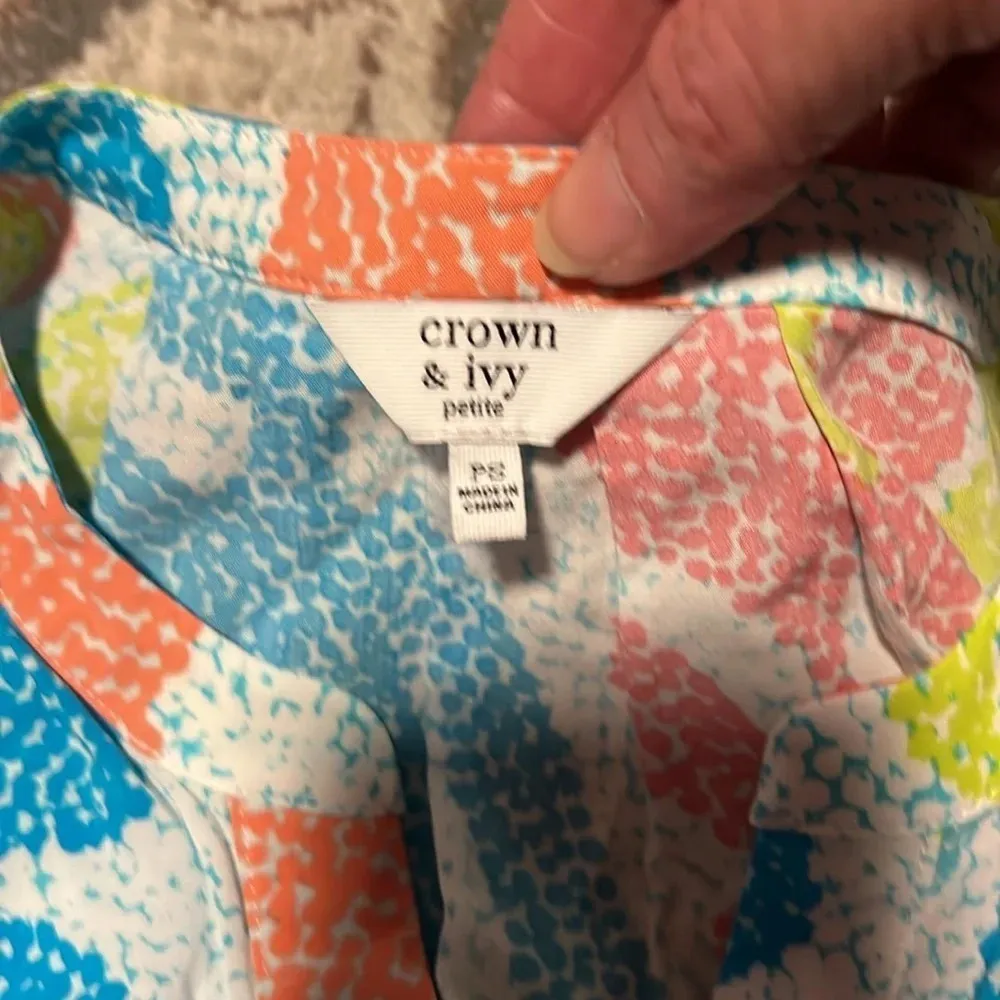 crown
& ivy
petite
PS
MADE IN
CHINA